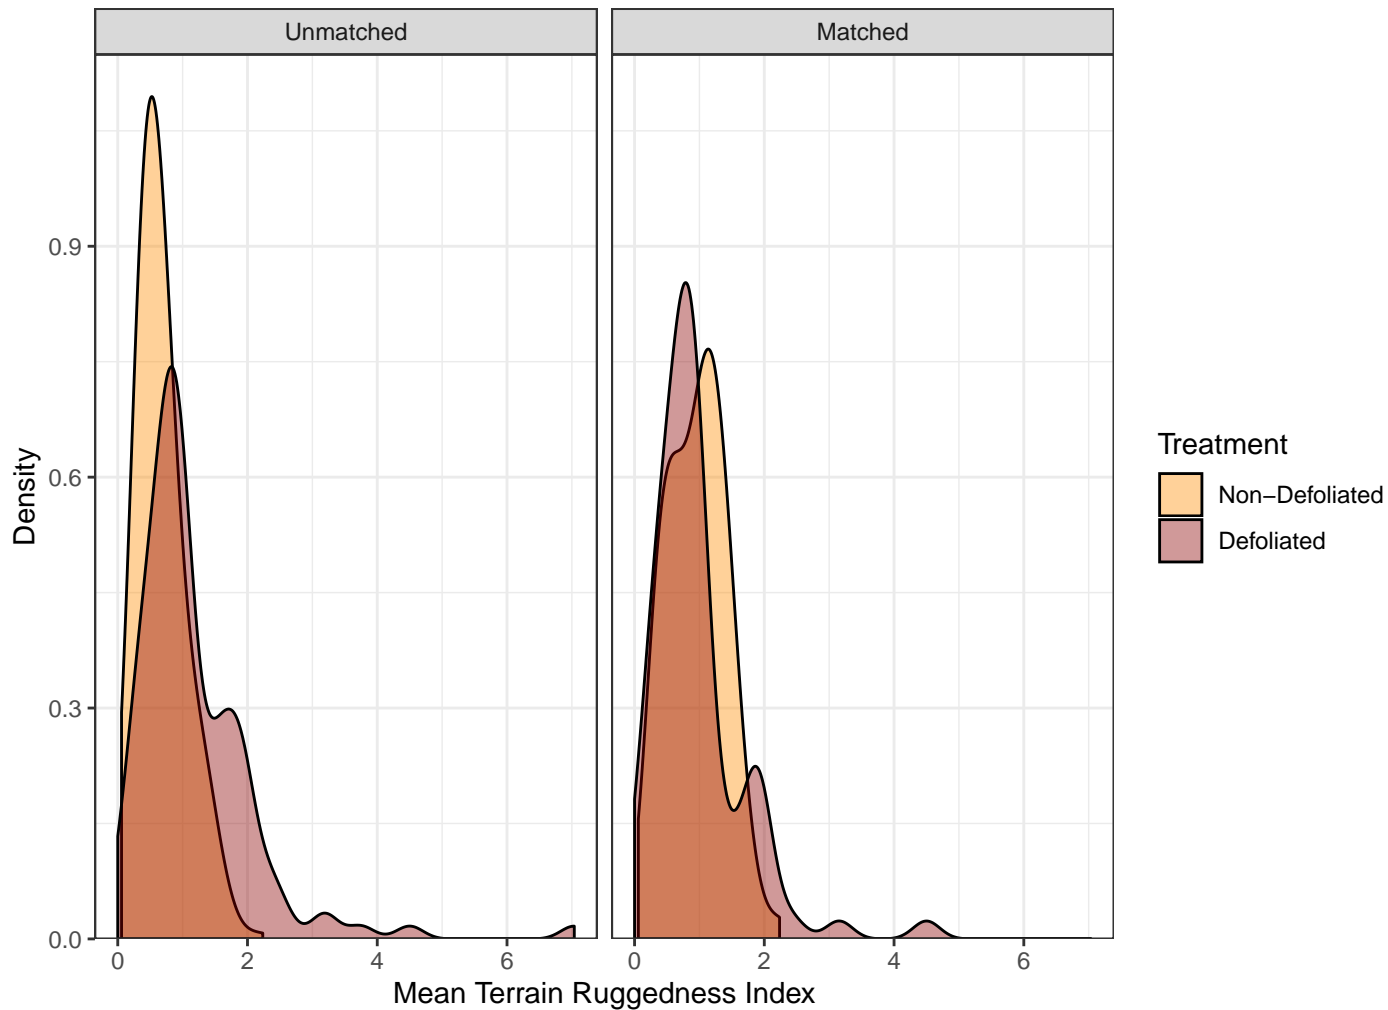 Unmatched
Matched
Density
0.9
0.6
0.3
0.0
0 2 4 6
0 2 4 6
Mean Terrain Ruggedness Index
Treatment
Non−Defoliated
Defoliated